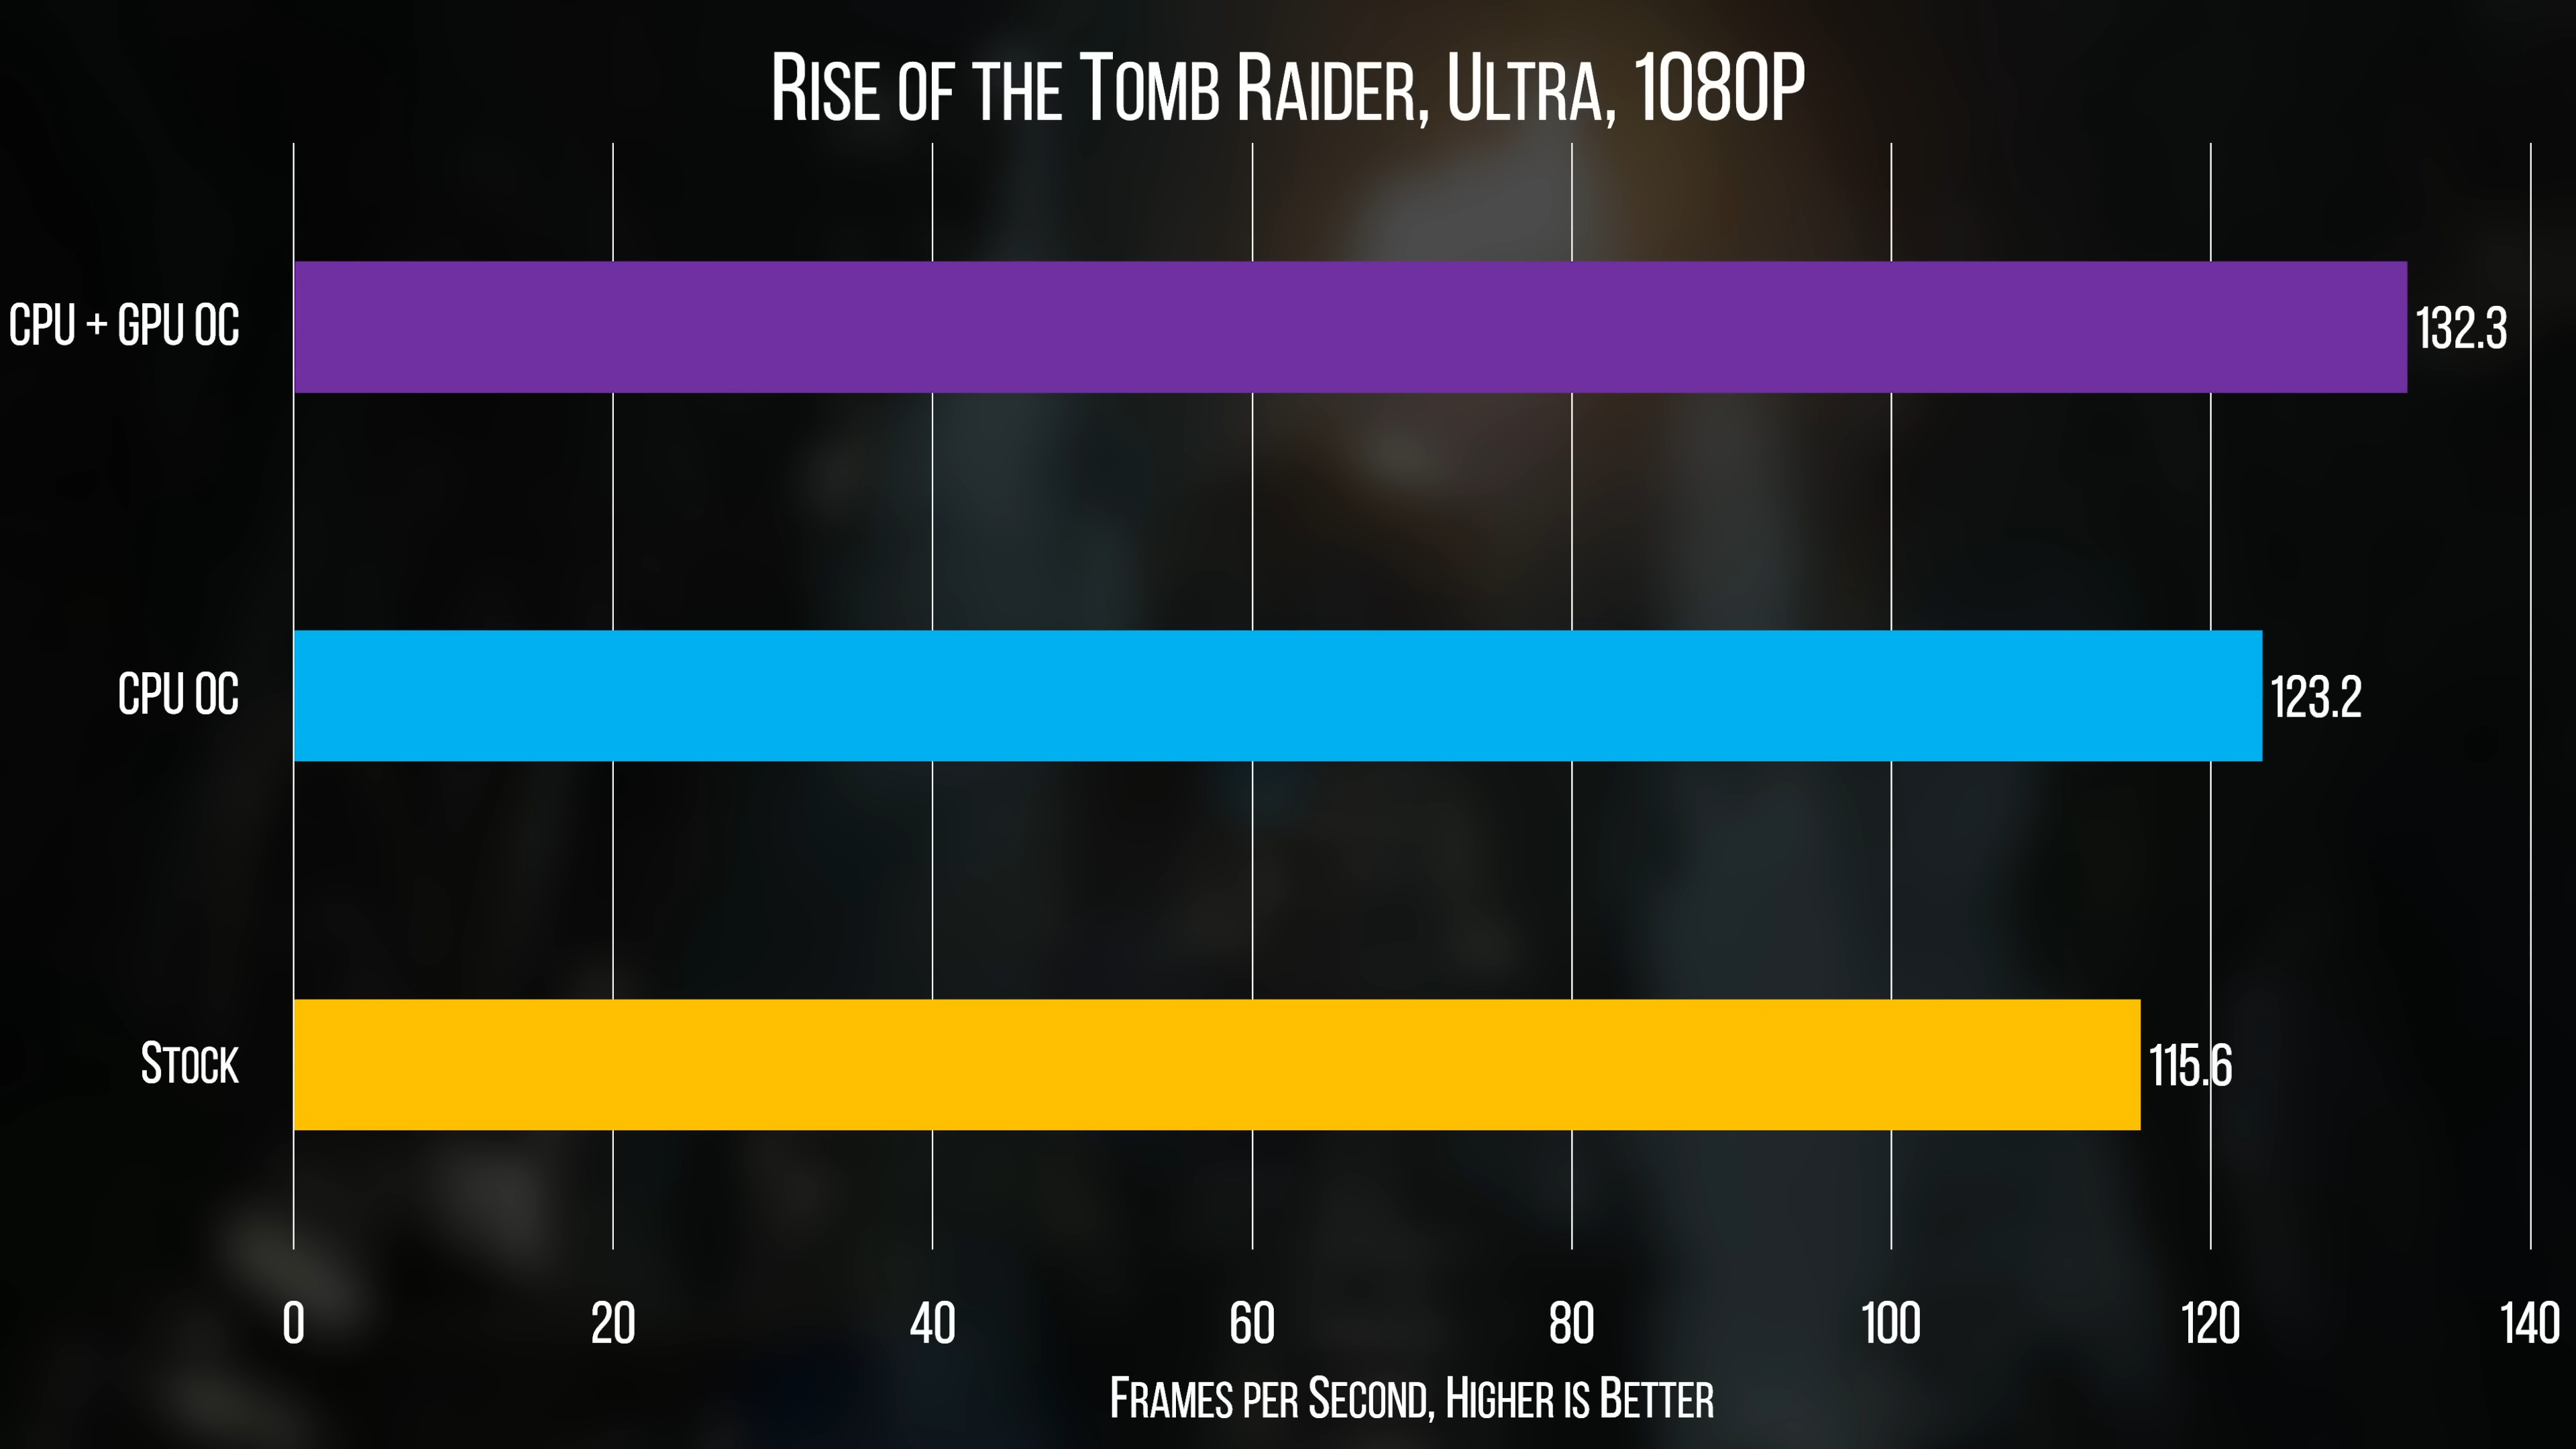 Rise of the Tomb Raider, Ultra, 1080p
CPU + GPU OC
132.3
CPU OC
123.2
Stock
115.6
0 20 40 60 80 100 120 140
Frames per Second, Higher is Better